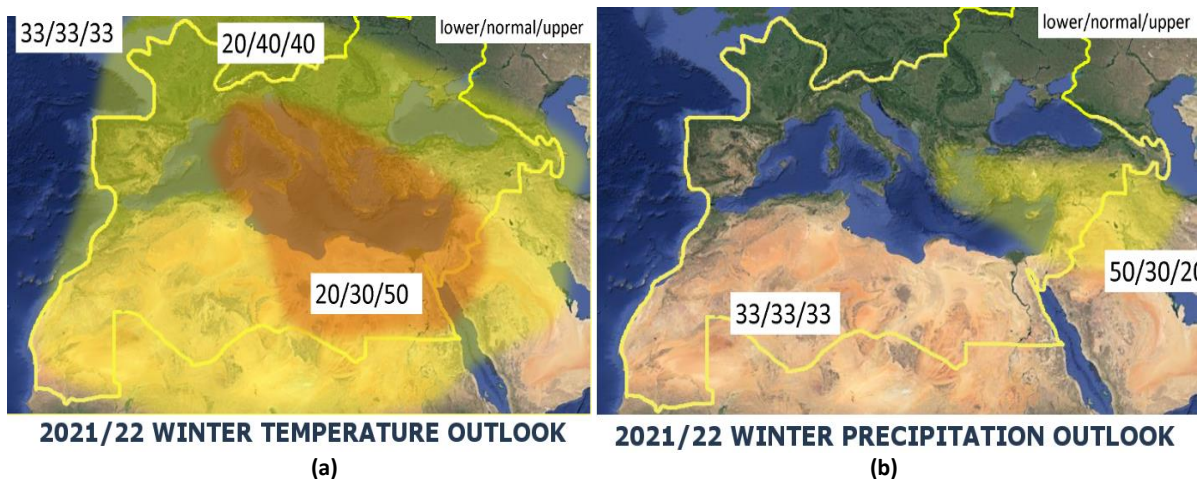 33/33/33
20/40/40
lower/normal/upper
20/30/50
2021/22 WINTER TEMPERATURE OUTLOOK
(a)
lower/normal/upper
50/30/20
33/33/33
2021/22 WINTER PRECIPITATION OUTLOOK
(b)